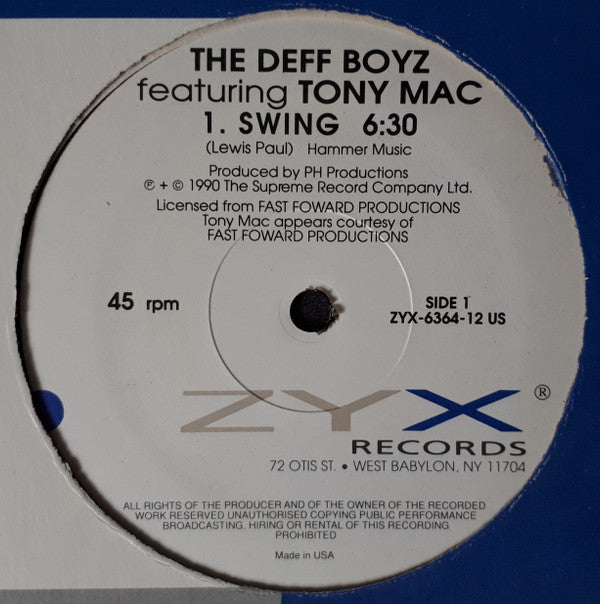 THE DEFF BOYZ
featuring TONY MAC
1. SWING 6:30
(Lewis Paul) Hammer Music
Produced by PH Productions
℗ + © 1990 The Supreme Record Company Ltd.
Licensed from FAST FOWARD PRODUCTIONS
Tony Mac appears courtesy of
FAST FOWARD PRODUCTIONS
45 rpm
SIDE 1
ZYX-6364-12 US
ZYX ®
RECORDS
72 OTIS ST. • WEST BABYLON, NY 11704
ALL RIGHTS OF THE PRODUCER AND OF THE OWNER OF THE RECORDED
WORK RESERVED UNAUTHORISED COPYING PUBLIC PERFORMANCE
BROADCASTING, HIRING OR RENTAL OF THIS RECORDING
PROHIBITED
Made in USA